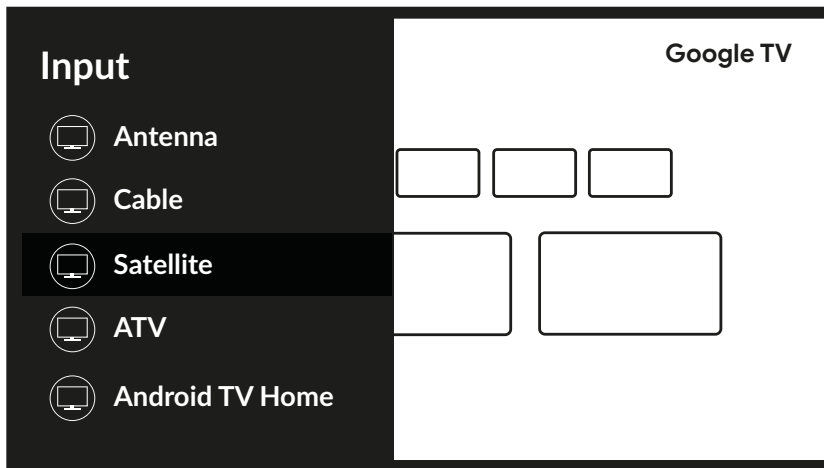 Input
Google TV
Antenna
Cable
Satellite
ATV
Android TV Home